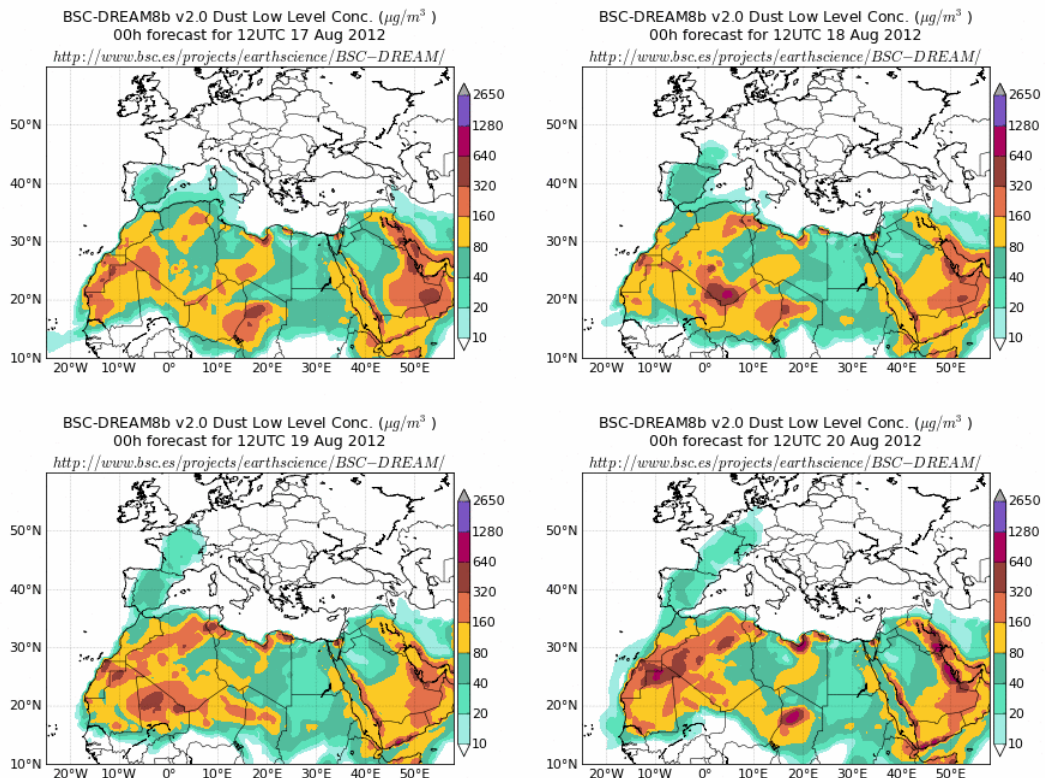 BSC-DREAM8b v2.0 Dust Low Level Conc. (μg/m³ )
00h forecast for 12UTC 17 Aug 2012
http://www.bsc.es/projects/earthscience/BSC−DREAM/
50°N
40°N
30°N
20°N
10°N
20°W 10°W 0° 10°E 20°E 30°E 40°E 50°E
2650
1280
640
320
160
80
40
20
10
BSC-DREAM8b v2.0 Dust Low Level Conc. (μg/m³ )
00h forecast for 12UTC 18 Aug 2012
http://www.bsc.es/projects/earthscience/BSC−DREAM/
50°N
40°N
30°N
20°N
10°N
20°W 10°W 0° 10°E 20°E 30°E 40°E 50°E
2650
1280
640
320
160
80
40
20
10
BSC-DREAM8b v2.0 Dust Low Level Conc. (μg/m³ )
00h forecast for 12UTC 19 Aug 2012
http://www.bsc.es/projects/earthscience/BSC−DREAM/
50°N
40°N
30°N
20°N
10°N
20°W 10°W 0° 10°E 20°E 30°E 40°E 50°E
2650
1280
640
320
160
80
40
20
10
BSC-DREAM8b v2.0 Dust Low Level Conc. (μg/m³ )
00h forecast for 12UTC 20 Aug 2012
http://www.bsc.es/projects/earthscience/BSC−DREAM/
50°N
40°N
30°N
20°N
10°N
20°W 10°W 0° 10°E 20°E 30°E 40°E 50°E
2650
1280
640
320
160
80
40
20
10